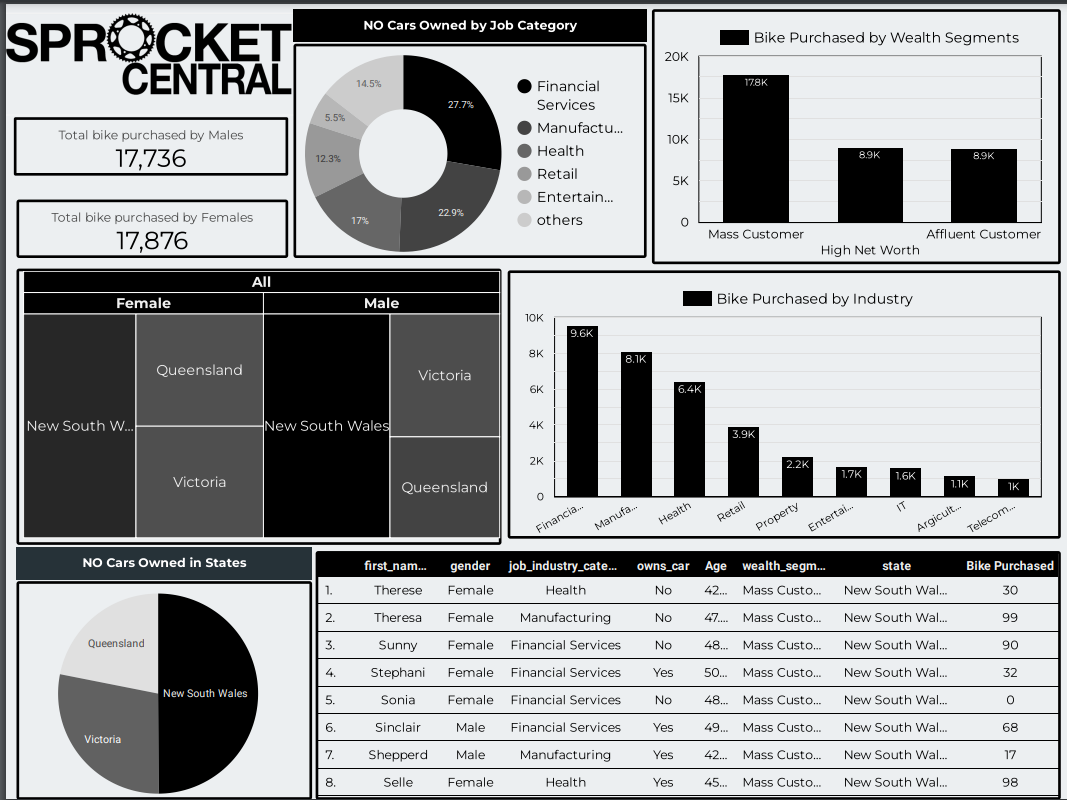 SPROCKET
CENTRAL
Total bike purchased by Males
17,736
Total bike purchased by Females
17,876
NO Cars Owned by Job Category
14.5%
27.7%
5.5%
12.3%
17%
22.9%
Financial
Services
Manufactu...
Health
Retail
Entertain...
others
Bike Purchased by Wealth Segments
20K
15K
10K
5K
0
17.8K
8.9K
8.9K
Mass Customer
High Net Worth
Affluent Customer
All
Female
Male
New South W...
Queensland
Victoria
New South Wales
Victoria
Queensland
Bike Purchased by Industry
10K
8K
6K
4K
2K
0
9.6K
8.1K
6.4K
3.9K
2.2K
1.7K
1.6K
1.1K
1K
Financia...
Manufa...
Health
Retail
Property
Entertai...
IT
Argicult...
Telecom...
NO Cars Owned in States
Queensland
New South Wales
Victoria
first_nam... gender job_industry_cate... owns_car Age wealth_segm... state Bike Purchased
1. Therese Female Health No 42... Mass Custo... New South Wal... 30
2. Theresa Female Manufacturing No 47... Mass Custo... New South Wal... 99
3. Sunny Female Financial Services No 48... Mass Custo... New South Wal... 90
4. Stephani Female Financial Services Yes 50... Mass Custo... New South Wal... 32
5. Sonia Female Financial Services No 48... Mass Custo... New South Wal... 0
6. Sinclair Male Financial Services Yes 49... Mass Custo... New South Wal... 68
7. Shepperd Male Manufacturing Yes 42... Mass Custo... New South Wal... 17
8. Selle Female Health Yes 45... Mass Custo... New South Wal... 98